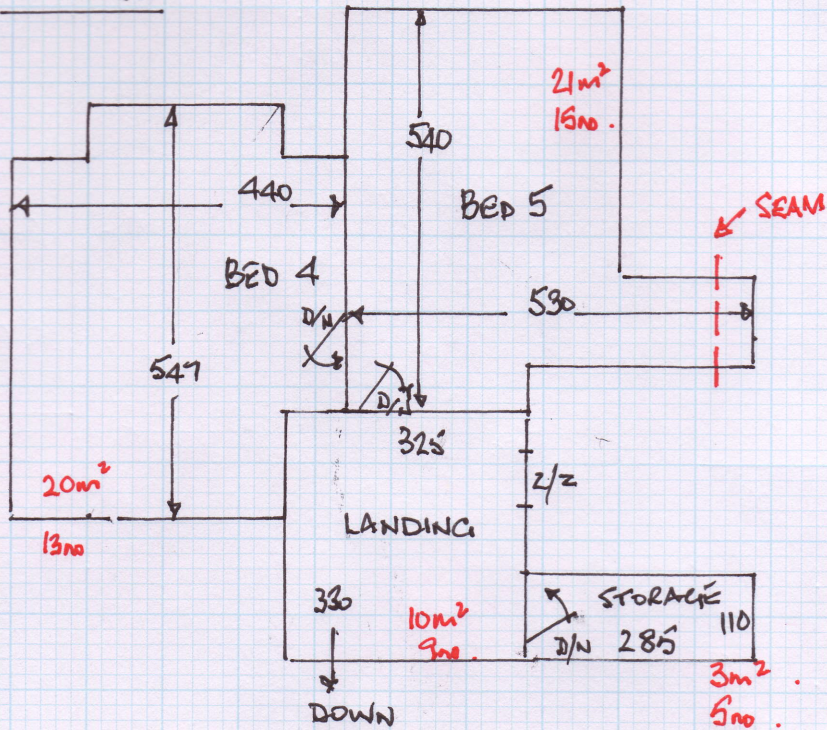 540
21m²
15no.
440
BED 5
SEAM
BED 4
D/N
530
547
D/N
325
20m²
2/z
13no
LANDING
330
10m²
9no.
STORAGE
110
D/N 285
3m².
5no.
DOWN